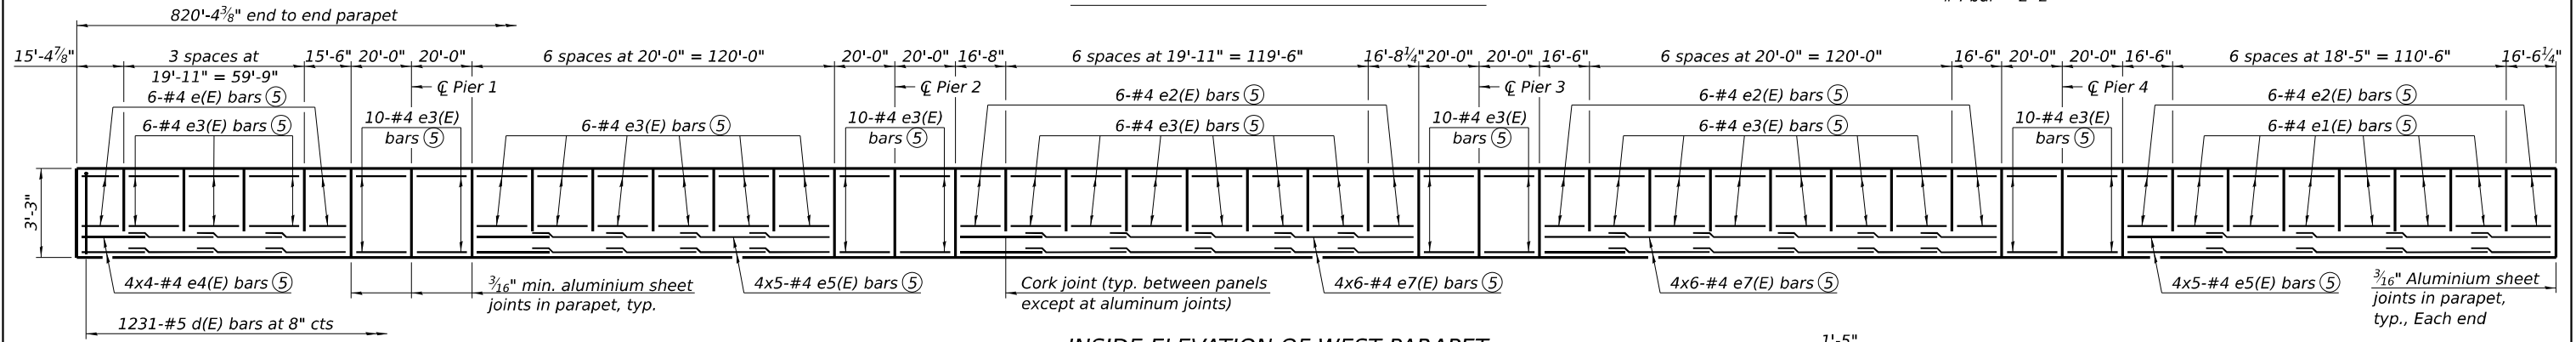 820'-4⅜" end to end parapet
15'-4⅞" 3 spaces at 15'-6" 20'-0" 20'-0" 6 spaces at 20'-0" = 120'-0" 20'-0" 20'-0" 16'-8" 6 spaces at 19'-11" = 119'-6" 16'-8¼" 20'-0" 20'-0" 16'-6" 6 spaces at 20'-0" = 120'-0" 16'-6" 20'-0" 20'-0" 16'-6" 6 spaces at 18'-5" = 110'-6" 16'-6¼"
19'-11" = 59'-9"
℄ Pier 1 ℄ Pier 2 ℄ Pier 3 ℄ Pier 4
6-#4 e(E) bars ⑤ 6-#4 e2(E) bars ⑤ 6-#4 e2(E) bars ⑤ 6-#4 e2(E) bars ⑤
6-#4 e3(E) bars ⑤ 10-#4 e3(E) bars ⑤ 6-#4 e3(E) bars ⑤ 10-#4 e3(E) bars ⑤ 6-#4 e3(E) bars ⑤ 10-#4 e3(E) bars ⑤ 6-#4 e3(E) bars ⑤ 10-#4 e3(E) bars ⑤ 6-#4 e1(E) bars ⑤
3'-3"
4x4-#4 e4(E) bars ⑤
3/16" min. aluminium sheet
joints in parapet, typ.
4x5-#4 e5(E) bars ⑤
Cork joint (typ. between panels
except at aluminum joints)
4x6-#4 e7(E) bars ⑤
4x6-#4 e7(E) bars ⑤
4x5-#4 e5(E) bars ⑤
3/16" Aluminium sheet
joints in parapet,
typ., Each end
1231-#5 d(E) bars at 8" cts
INSIDE ELEVATION OF WEST PARAPET
1'-5"